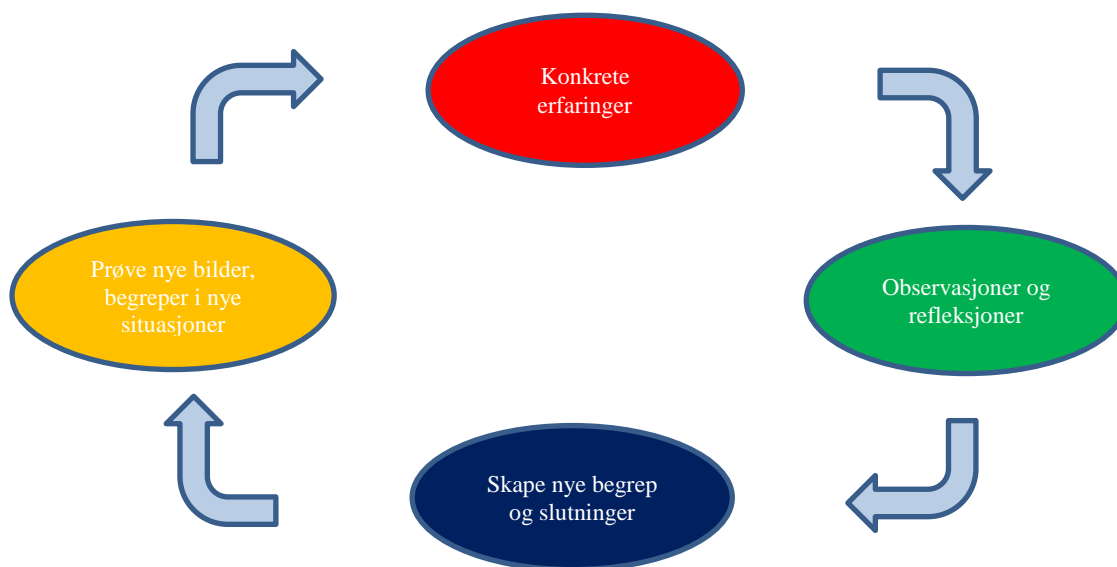 Konkrete
erfaringer
Observasjoner og
refleksjoner
Skape nye begrep
og slutninger
Prøve nye bilder,
begreper i nye
situasjoner